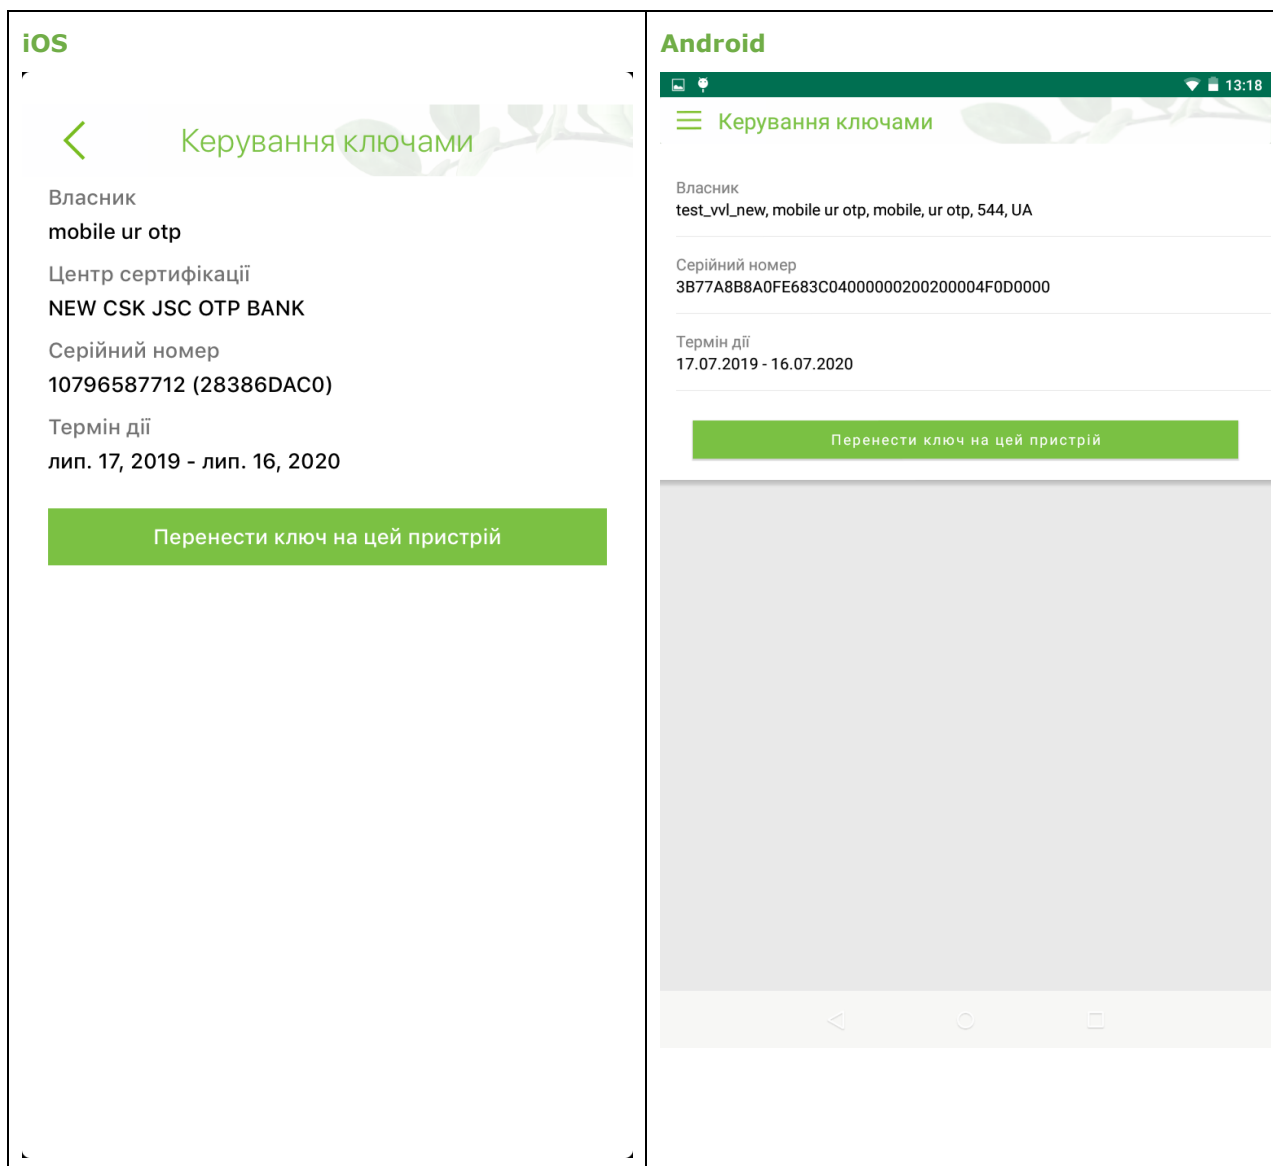 iOS
Керування ключами
Власник
mobile ur otp
Центр сертифікації
NEW CSK JSC OTP BANK
Серійний номер
10796587712 (28386DAC0)
Термін дії
лип. 17, 2019 - лип. 16, 2020
Перенести ключ на цей пристрій
Android
13:18
Керування ключами
Власник
test_vvl_new, mobile ur otp, mobile, ur otp, 544, UA
Серійний номер
3B77A8B8A0FE683C04000000200200004F0D0000
Термін дії
17.07.2019 - 16.07.2020
Перенести ключ на цей пристрій